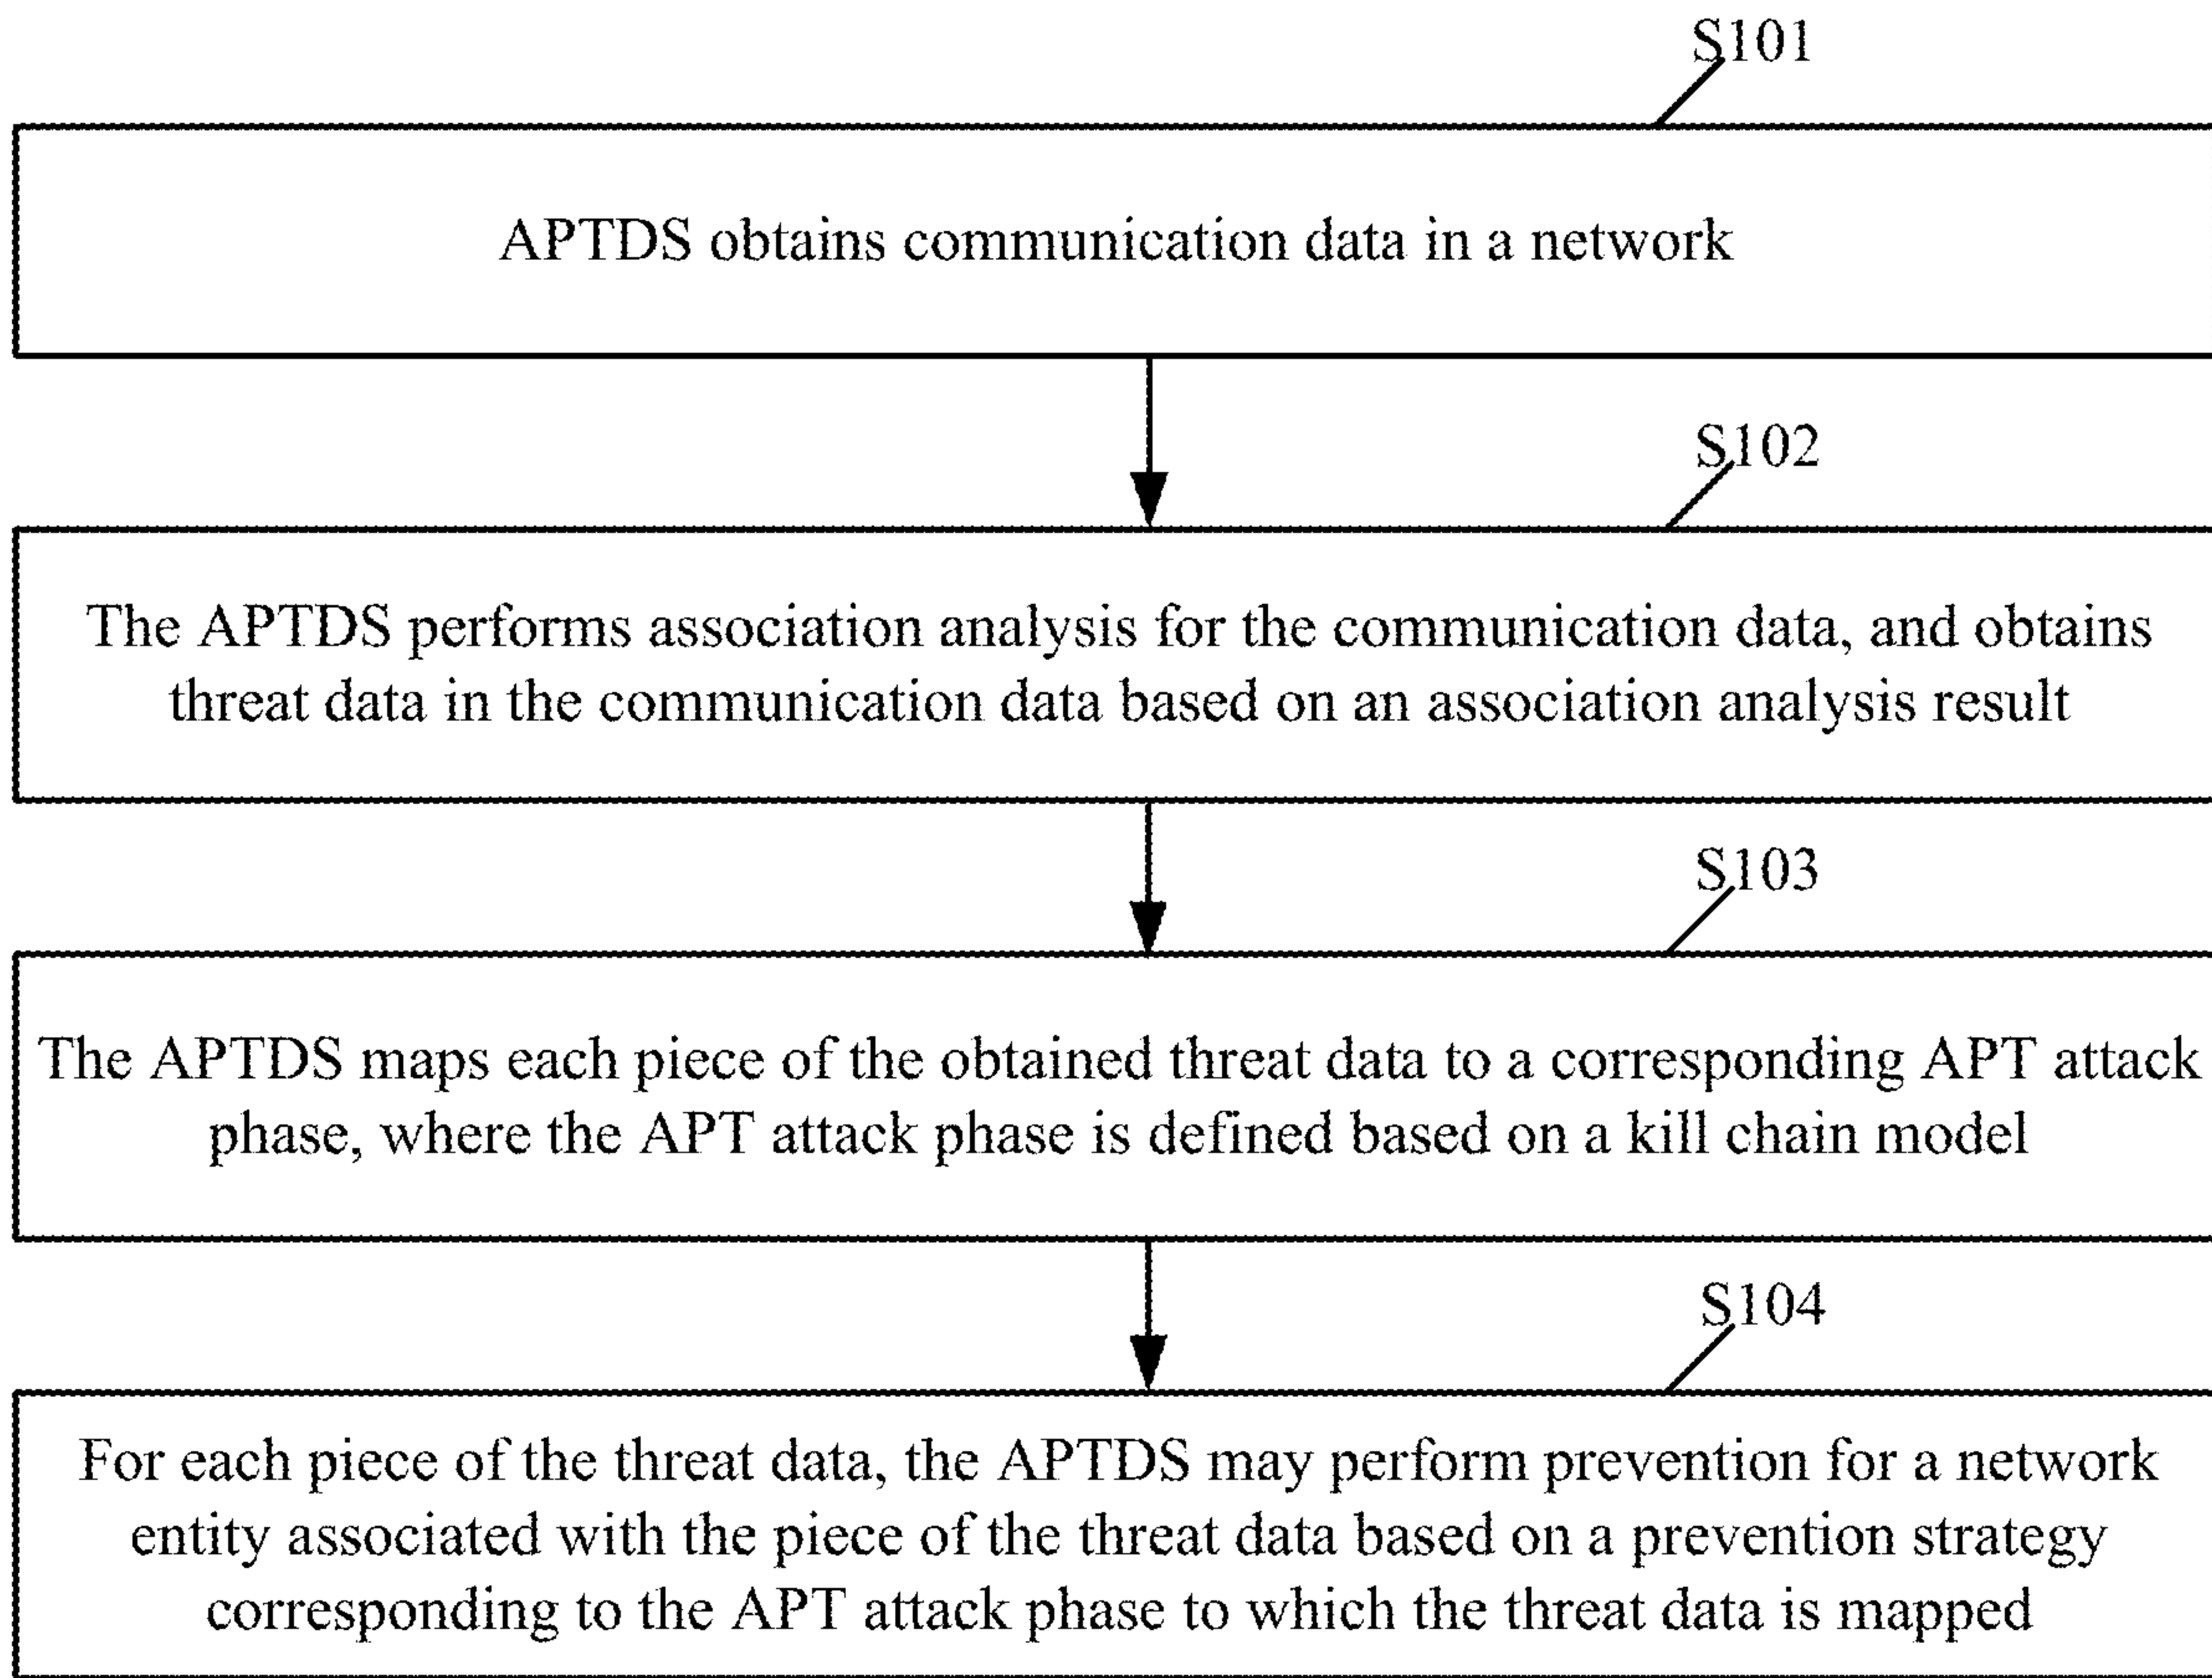 S101
APTDS obtains communication data in a network
S102
The APTDS performs association analysis for the communication data, and obtains
threat data in the communication data based on an association analysis result
S103
The APTDS maps each piece of the obtained threat data to a corresponding APT attack
phase, where the APT attack phase is defined based on a kill chain model
S104
For each piece of the threat data, the APTDS may perform prevention for a network
entity associated with the piece of the threat data based on a prevention strategy
corresponding to the APT attack phase to which the threat data is mapped